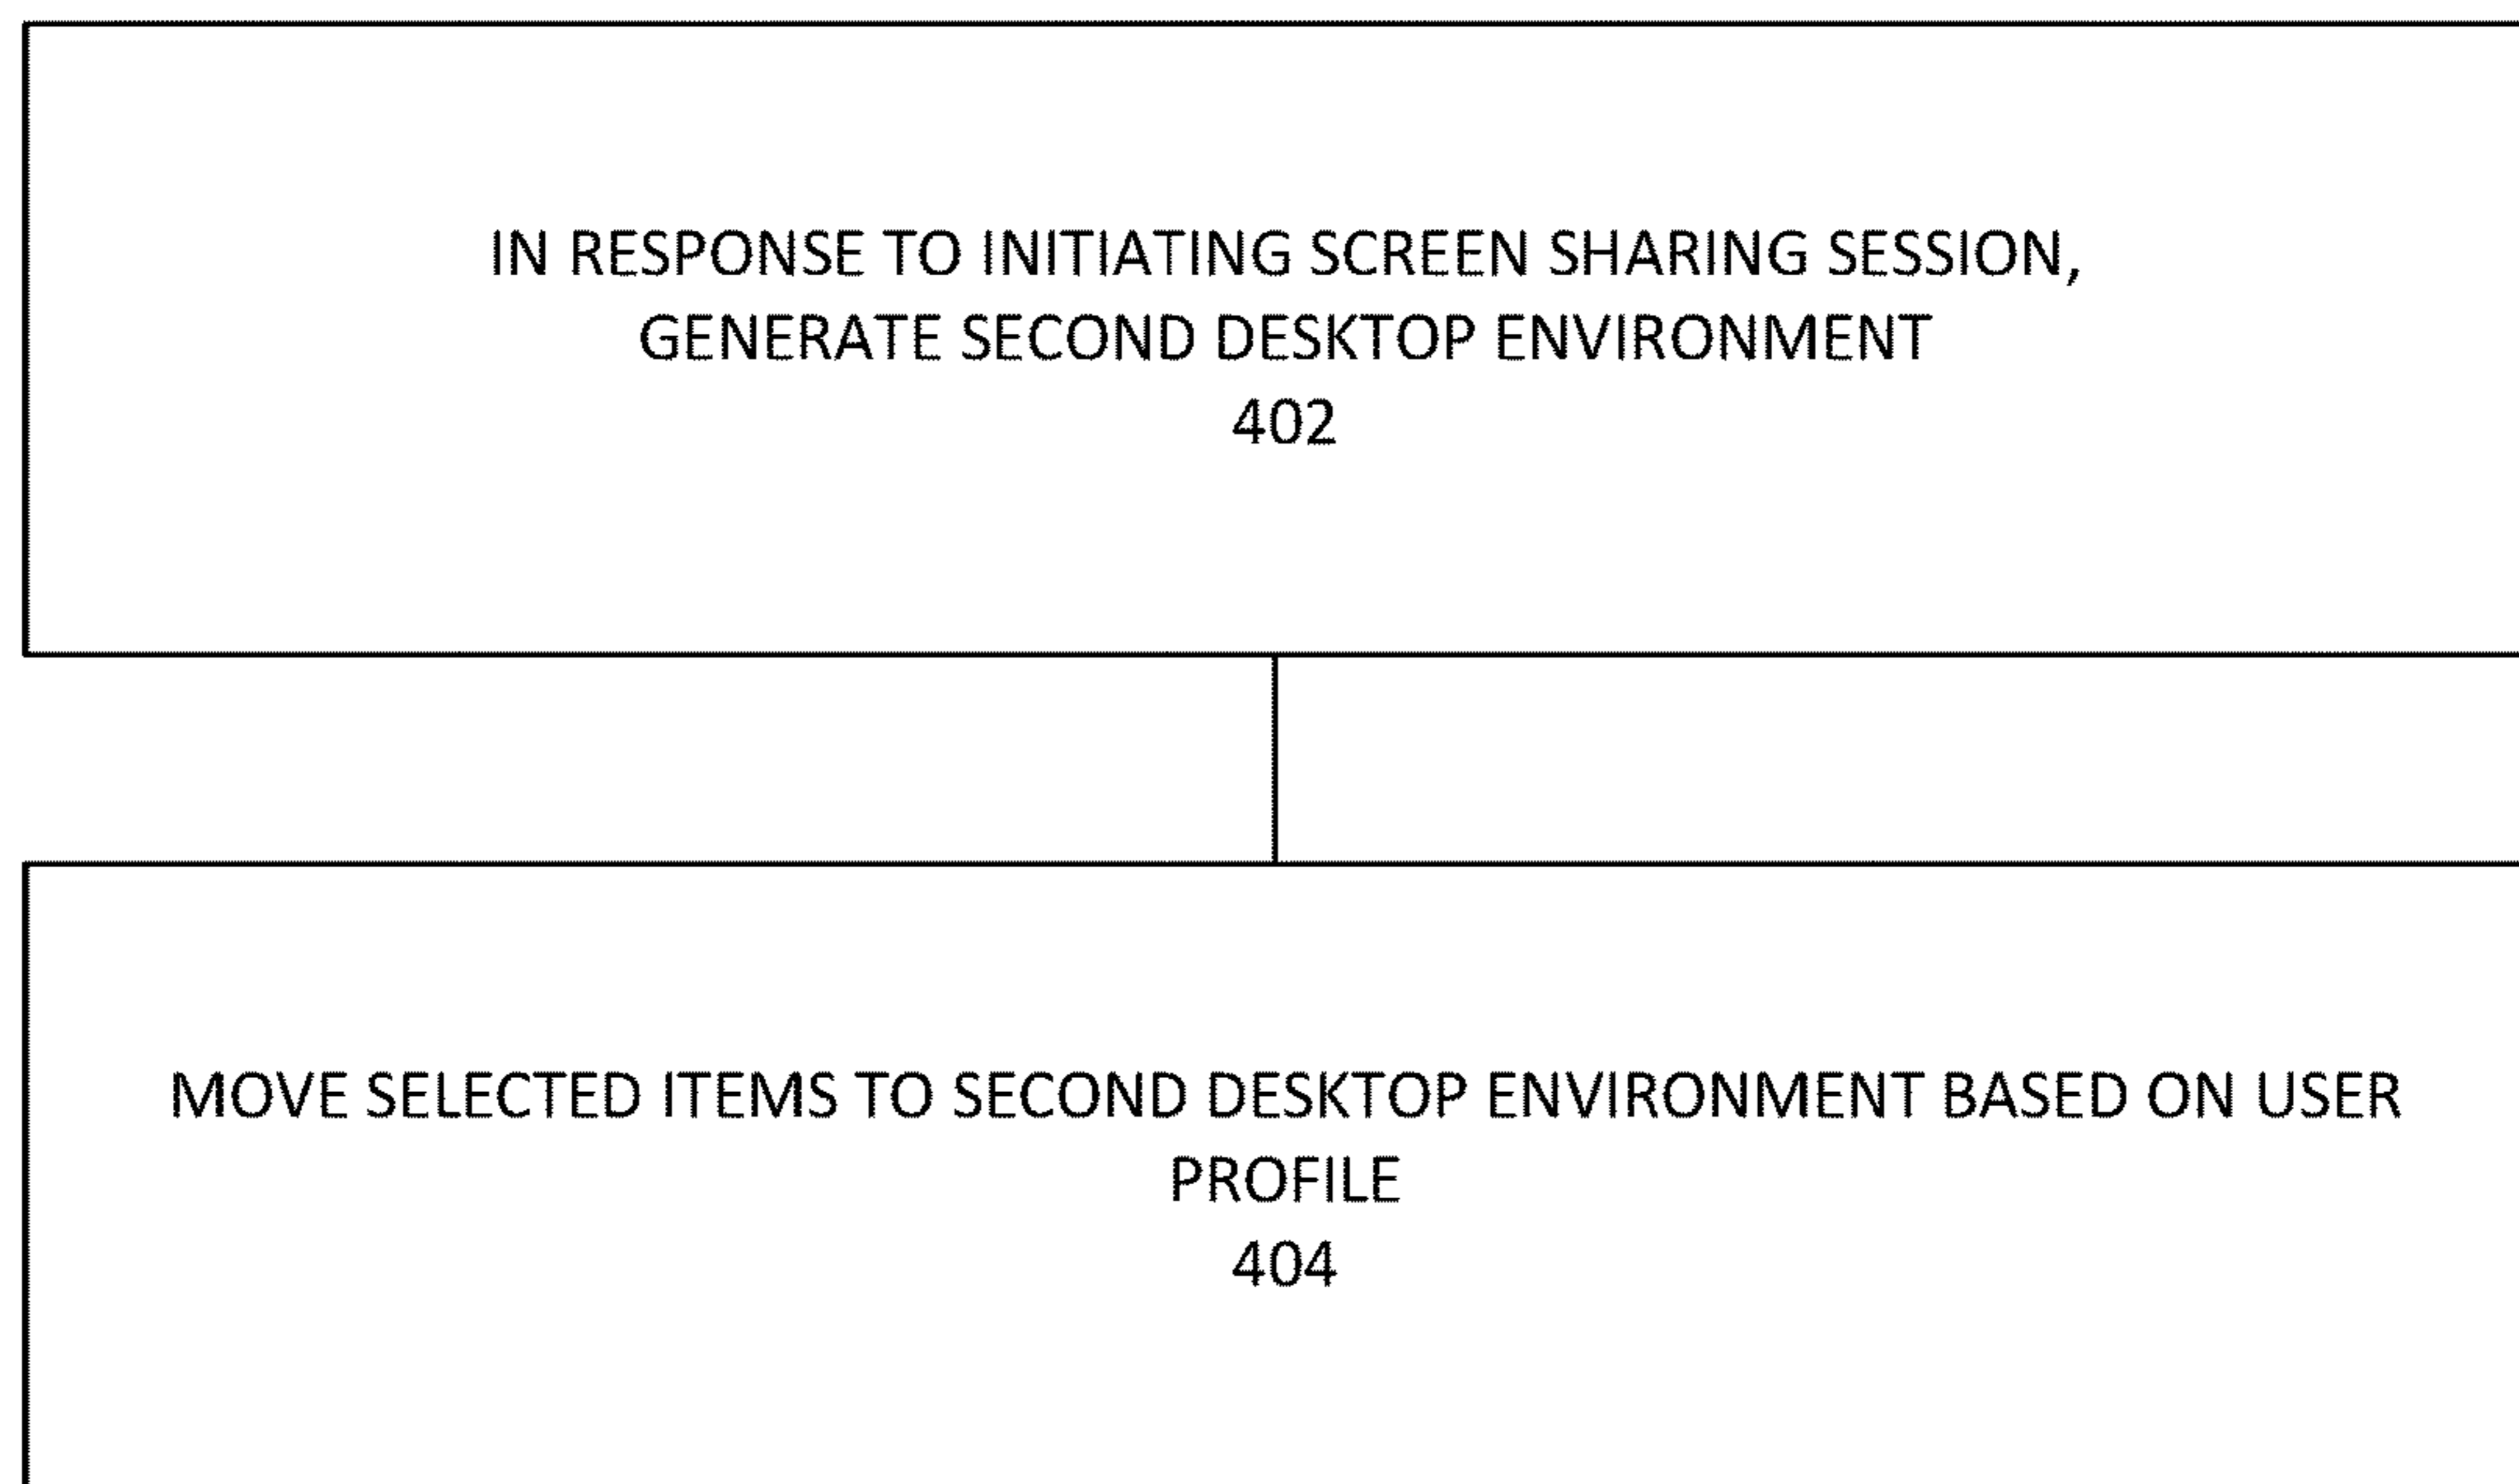 IN RESPONSE TO INITIATING SCREEN SHARING SESSION,
GENERATE SECOND DESKTOP ENVIRONMENT
402
MOVE SELECTED ITEMS TO SECOND DESKTOP ENVIRONMENT BASED ON USER
PROFILE
404